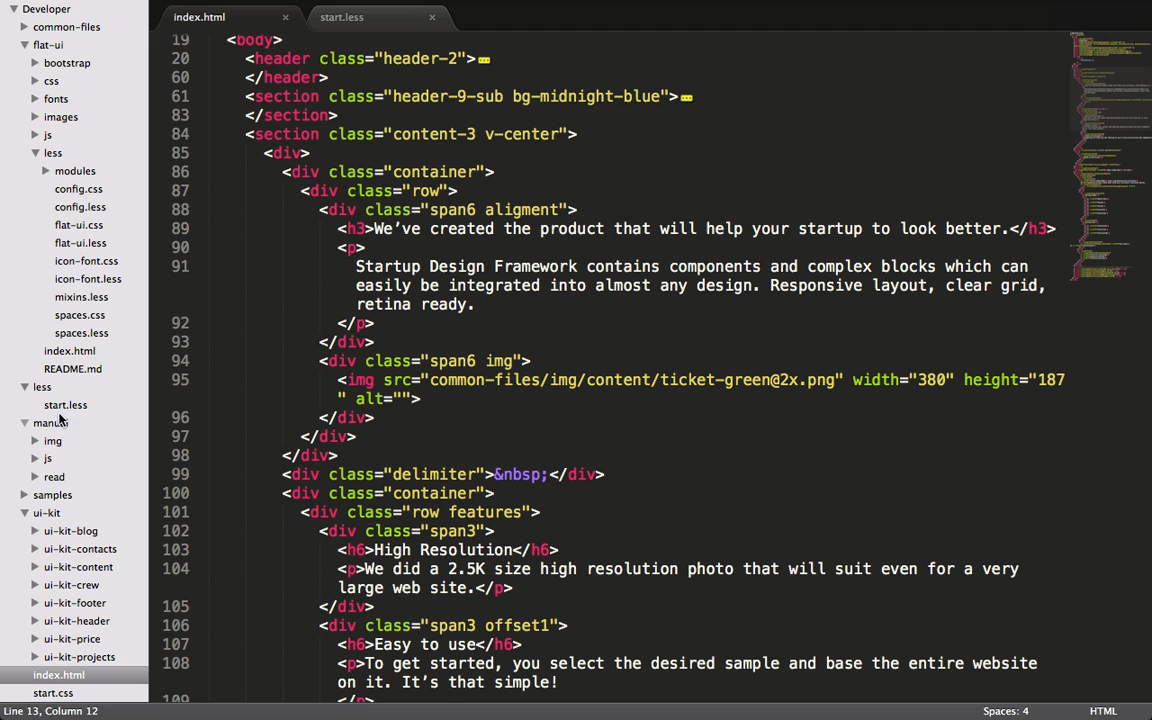 Developer
common-files
flat-ui
bootstrap
css
fonts
images
js
less
modules
config.css
config.less
flat-ui.css
flat-ui.less
icon-font.css
icon-font.less
mixins.less
spaces.css
spaces.less
index.html
README.md
less
start.less
img
js
read
samples
ui-kit
ui-kit-blog
ui-kit-contacts
ui-kit-content
ui-kit-crew
ui-kit-footer
ui-kit-header
ui-kit-price
ui-kit-projects
index.html
start.css
index.html ×
start.less ×
19 <body>
20 <header class="header-2">
60 </header>
61 <section class="header-9-sub bg-midnight-blue">
83 </section>
84 <section class="content-3 v-center">
85 <div>
86 <div class="container">
87 <div class="row">
88 <div class="span6 aligment">
89 <h3>We've created the product that will help your startup to look better.</h3>
90 <p>
91 Startup Design Framework contains components and complex blocks which can
easily be integrated into almost any design. Responsive layout, clear grid,
retina ready.
92 </p>
93 </div>
94 <div class="span6 img">
95 <img src="common-files/img/content/ticket-green@2x.png" width="380" height="187
" alt="">
96 </div>
97 </div>
98 </div>
99 <div class="delimiter">&nbsp;</div>
100 <div class="container">
101 <div class="row features">
102 <div class="span3">
103 <h6>High Resolution</h6>
104 <p>We did a 2.5K size high resolution photo that will suit even for a very
large web site.</p>
105 </div>
106 <div class="span3 offset1">
107 <h6>Easy to use</h6>
108 <p>To get started, you select the desired sample and base the entire website
on it. It's that simple!
109 </p>
Line 13, Column 12
Spaces: 4
HTML